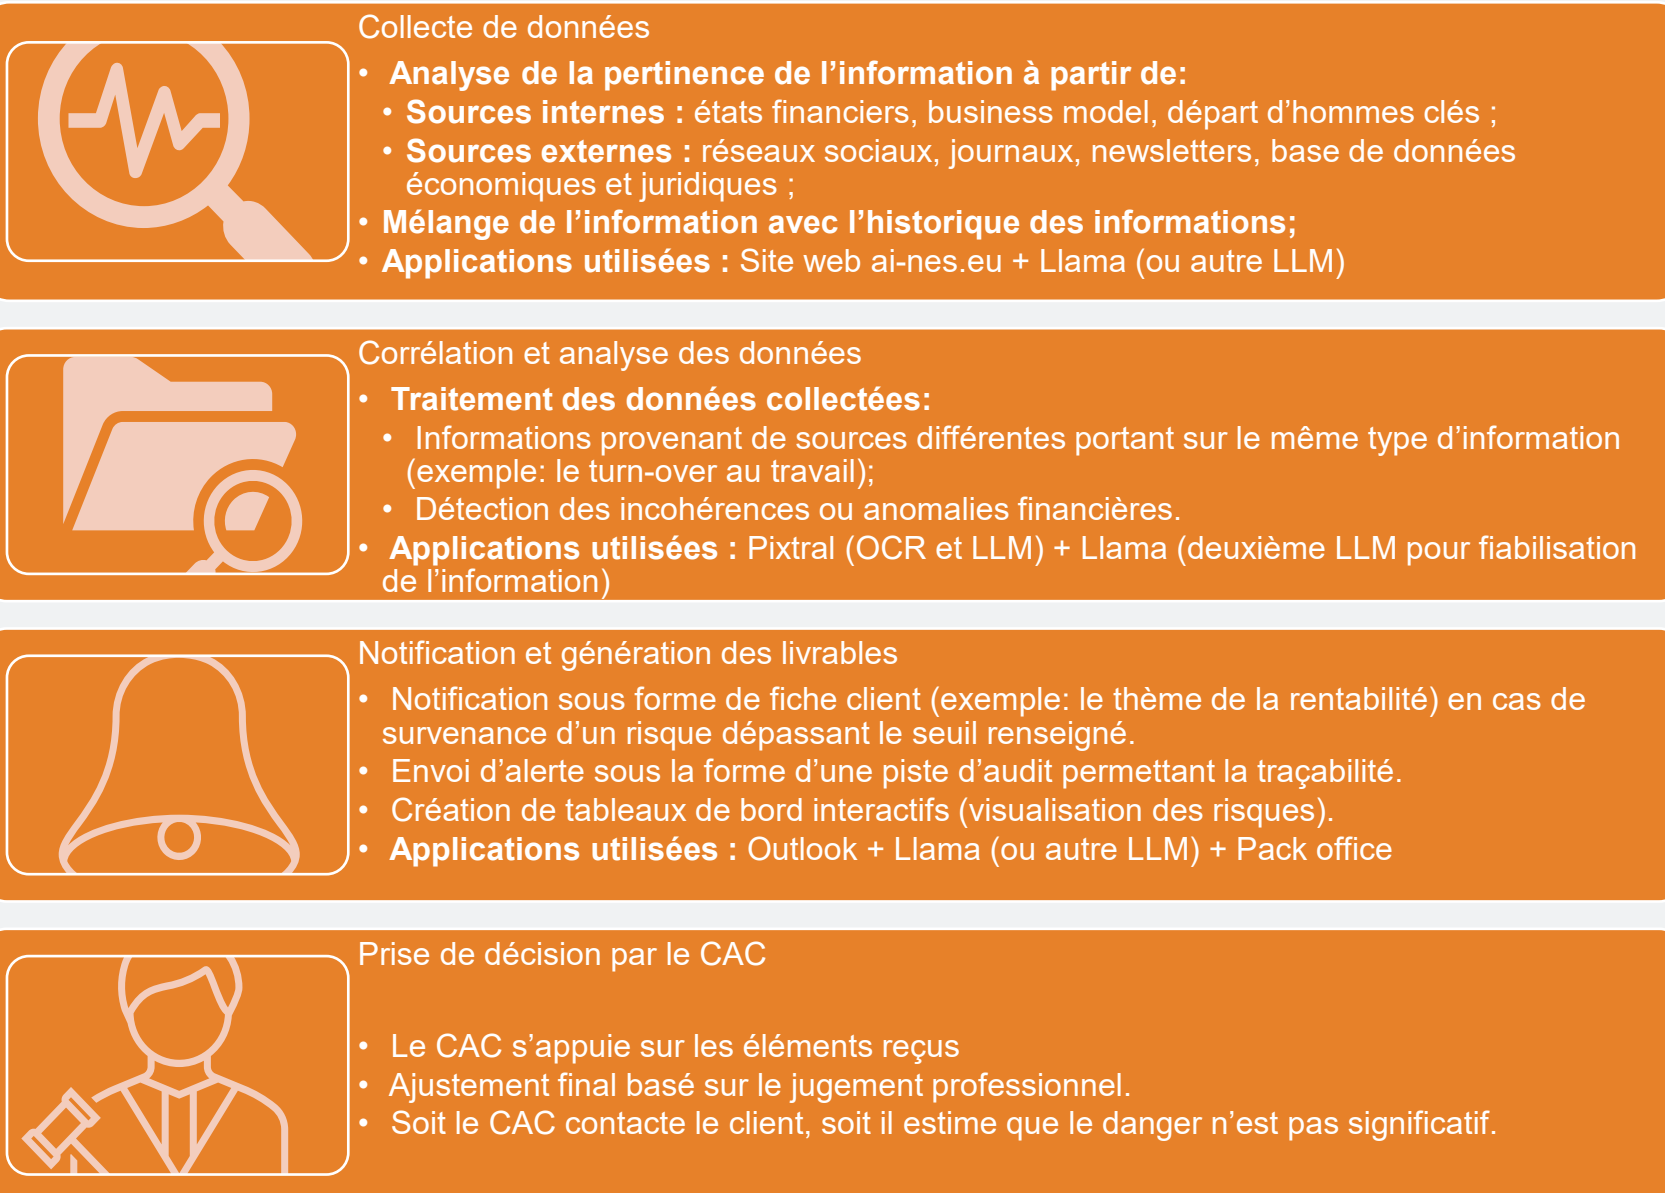 Collecte de données
• Analyse de la pertinence de l’information à partir de:
• Sources internes : états financiers, business model, départ d’hommes clés ;
• Sources externes : réseaux sociaux, journaux, newsletters, base de données
économiques et juridiques ;
• Mélange de l’information avec l’historique des informations;
• Applications utilisées : Site web ai-nes.eu + Llama (ou autre LLM)
Corrélation et analyse des données
• Traitement des données collectées:
• Informations provenant de sources différentes portant sur le même type d’information
(exemple: le turn-over au travail);
• Détection des incohérences ou anomalies financières.
• Applications utilisées : Pixtral (OCR et LLM) + Llama (deuxième LLM pour fiabilisation
de l’information)
Notification et génération des livrables
• Notification sous forme de fiche client (exemple: le thème de la rentabilité) en cas de
survenance d’un risque dépassant le seuil renseigné.
• Envoi d’alerte sous la forme d’une piste d’audit permettant la traçabilité.
• Création de tableaux de bord interactifs (visualisation des risques).
• Applications utilisées : Outlook + Llama (ou autre LLM) + Pack office
Prise de décision par le CAC
• Le CAC s’appuie sur les éléments reçus
• Ajustement final basé sur le jugement professionnel.
• Soit le CAC contacte le client, soit il estime que le danger n’est pas significatif.